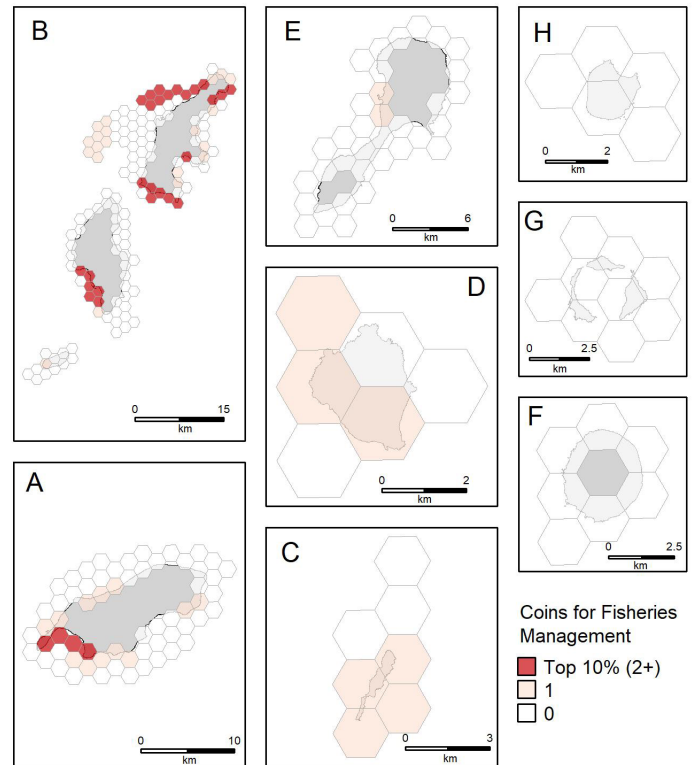 B
0 15
km
A
0 10
km
E
0 6
km
D
0 2
km
C
0 3
km
H
0 2
km
G
0 2.5
km
F
0 2.5
km
Coins for Fisheries
Management
Top 10% (2+)
1
0